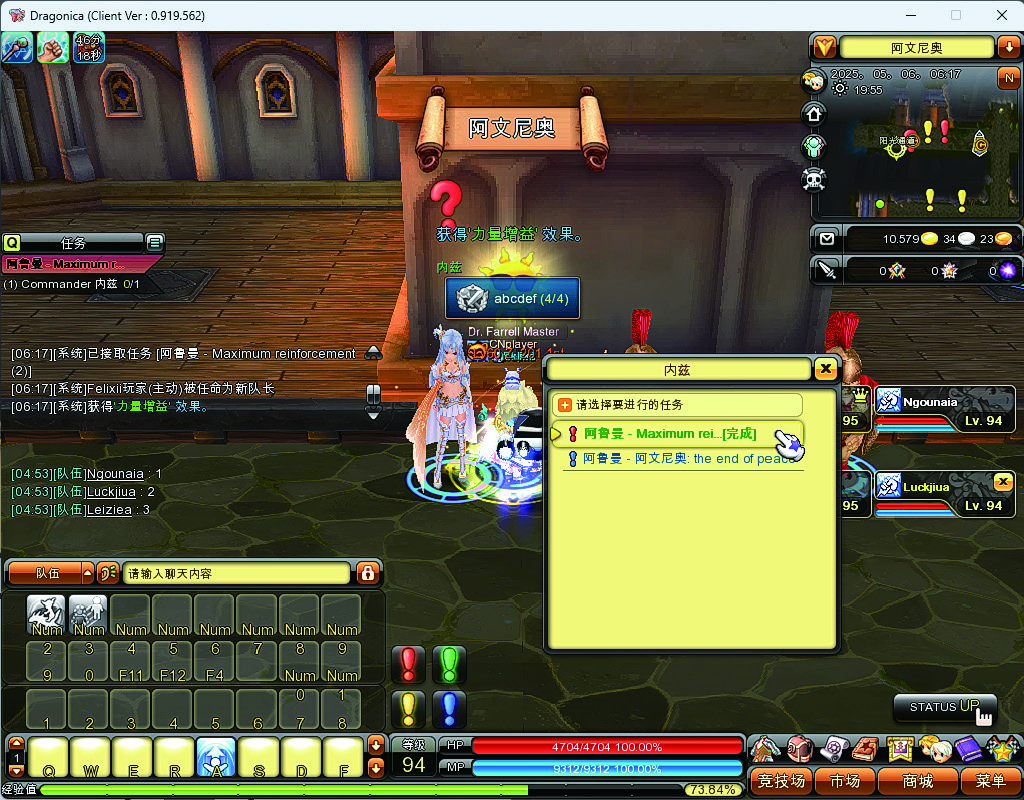 Dragonica (Client Ver : 0.919.562)
46分
18秒
阿文尼奥
2025。 05。 06。 06:17
19:55
N
阳光通道
阿文尼奥
获得'力量增益' 效果。
内兹
abcdef (4/4)
Dr. Farrell Master
CNplayer
10.579 34 23
0 0 0
Q 任务
阿鲁曼 - Maximum r...
(1) Commander 内兹 0/1
[06:17][系统]已接取任务 [阿鲁曼 - Maximum reinforcement
(2)]
[06:17][系统]Felixii玩家(主动)被任命为新队长
[06:17][系统]获得'力量增益' 效果。
[04:53][队伍]Ngounaia : 1
[04:53][队伍]Luckjiua : 2
[04:53][队伍]Leiziea : 3
内兹
请选择要进行的任务
阿鲁曼 - Maximum rei...[完成]
阿鲁曼 - 阿文尼奥: the end of peace
95 Ngounaia
Lv. 94
95 Luckjiua
Lv. 94
队伍 请输入聊天内容
Num Num Num Num Num Num Num Num
2 3 4 5 6 7 8 9
9 0 F11 F12 F4 Num Num
0 1
1 2 3 4 5 6 7 8
STATUS UP
1 Q W E R A S D F
等级
94
HP 4704/4704 100.00%
MP 9312/9312 100.00%
竞技场 市场 商城 菜单
经验值 73.84%